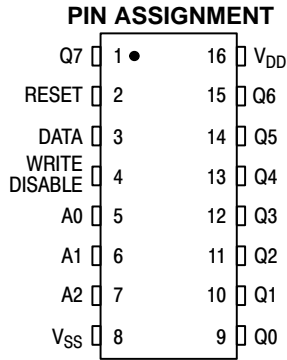 PIN ASSIGNMENT
Q7 1 16 VDD
RESET 2 15 Q6
DATA 3 14 Q5
WRITE
DISABLE 4 13 Q4
A0 5 12 Q3
A1 6 11 Q2
A2 7 10 Q1
VSS 8 9 Q0